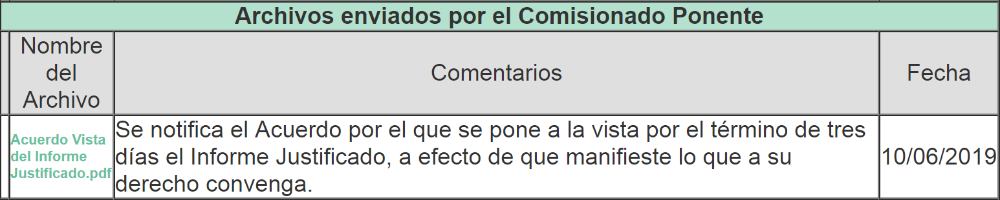 Archivos enviados por el Comisionado Ponente
Nombre
del
Archivo
Comentarios
Fecha
Acuerdo Vista
del Informe
Justificado.pdf
Se notifica el Acuerdo por el que se pone a la vista por el término de tres
días el Informe Justificado, a efecto de que manifieste lo que a su
derecho convenga.
10/06/2019